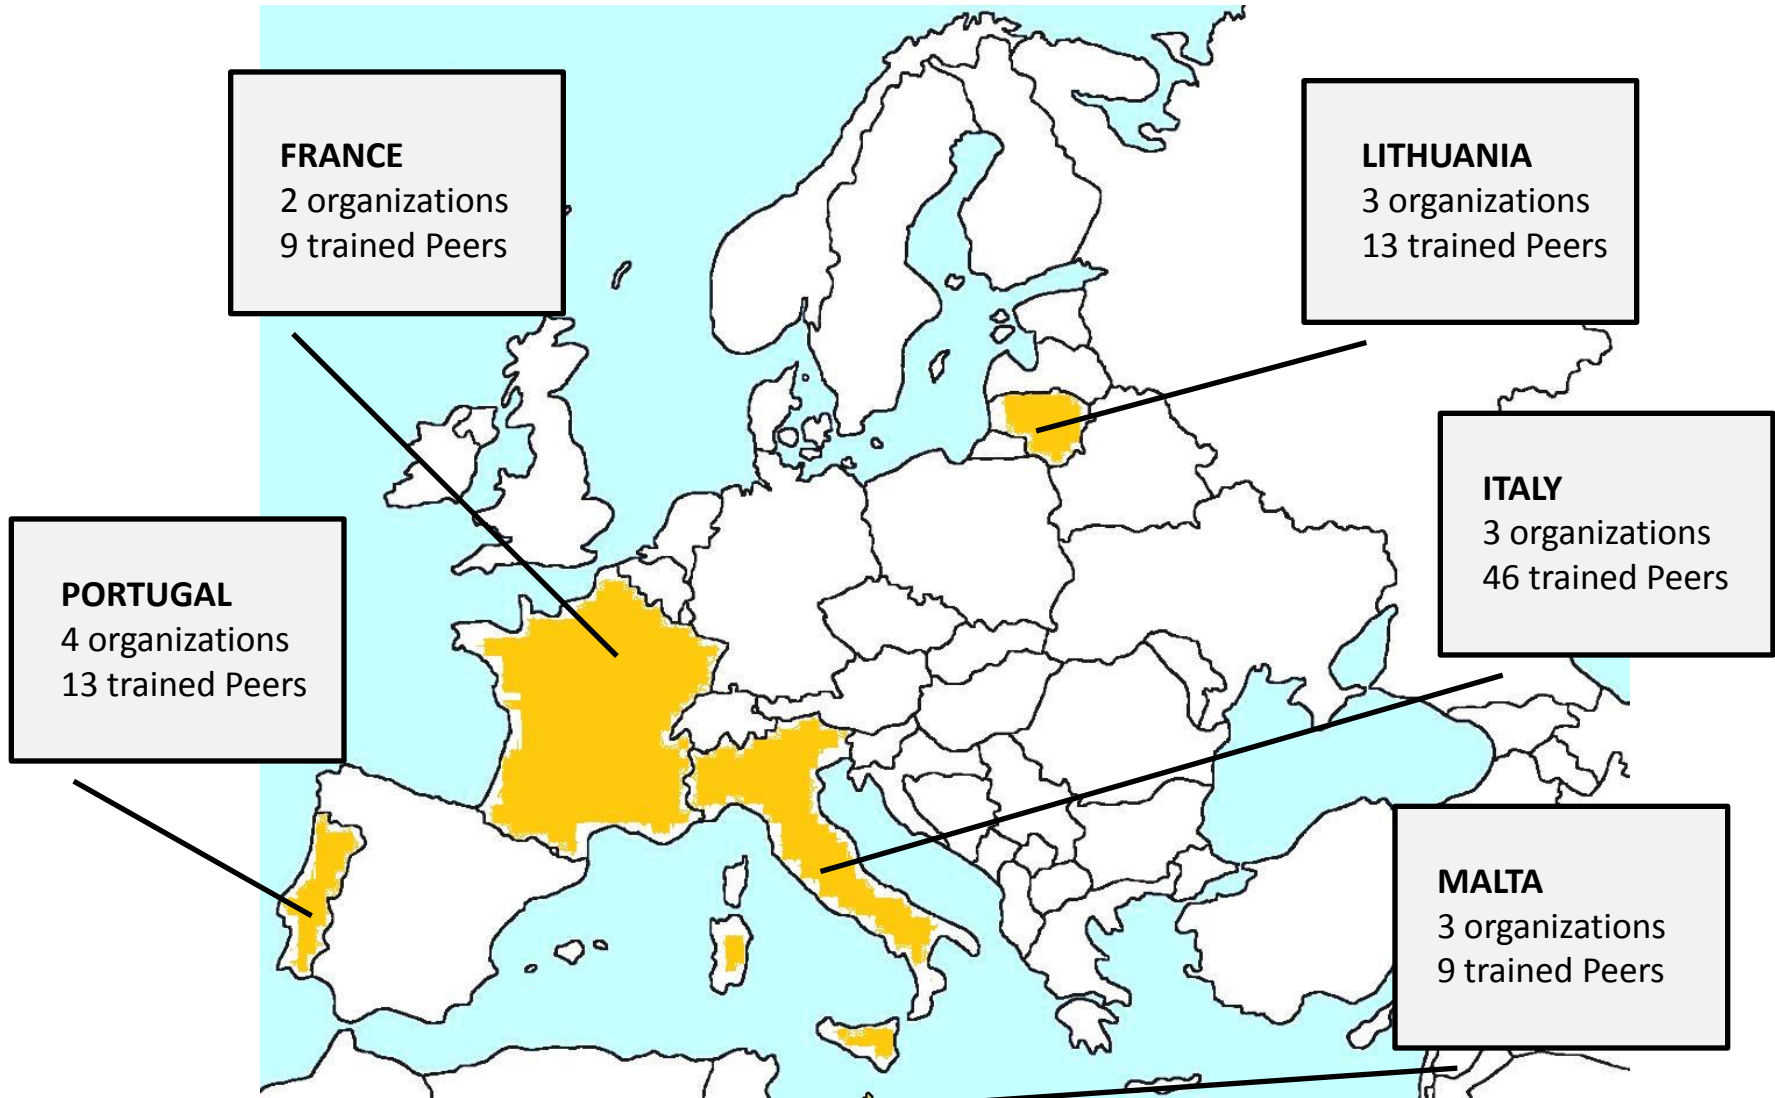 FRANCE
2 organizations
9 trained Peers
LITHUANIA
3 organizations
13 trained Peers
ITALY
3 organizations
46 trained Peers
PORTUGAL
4 organizations
13 trained Peers
MALTA
3 organizations
9 trained Peers